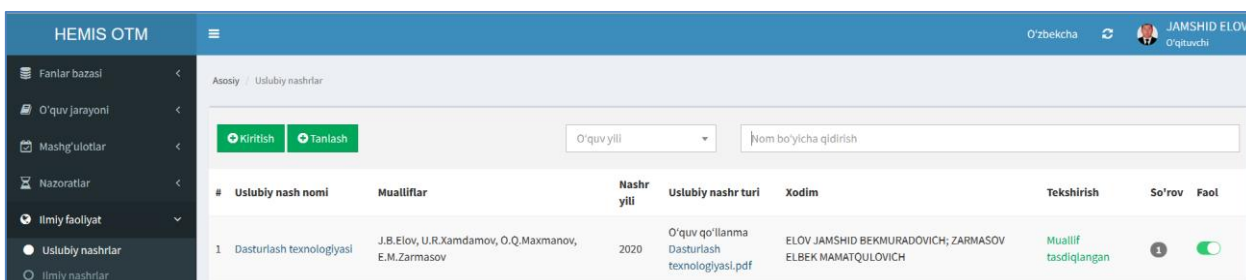 HEMIS OTM
O'zbekcha
JAMSHID ELOV
O'qituvchi
Fanlar bazasi
O'quv jarayoni
Mashg'ulotlar
Nazoratlar
Ilmiy faoliyat
Uslubiy nashrlar
Ilmiy nashrlar
Asosiy / Uslubiy nashrlar
Kiritish Tanlash O'quv yili Nom bo'yicha qidirish
# Uslubiy nash nomi Mualliflar Nashr yili Uslubiy nashr turi Xodim Tekshirish So'rov Faol
1 Dasturlash texnologiyasi
J.B.Elov, U.R.Xamdamov, O.Q.Maxmanov,
E.M.Zarmasov
2020
O'quv qo'llanma
Dasturlash
texnologiyasi.pdf
ELOV JAMSHID BEKMURADOVICH; ZARMASOV
ELBEK MAMATQULOVICH
Muallif
tasdiqlangan
1